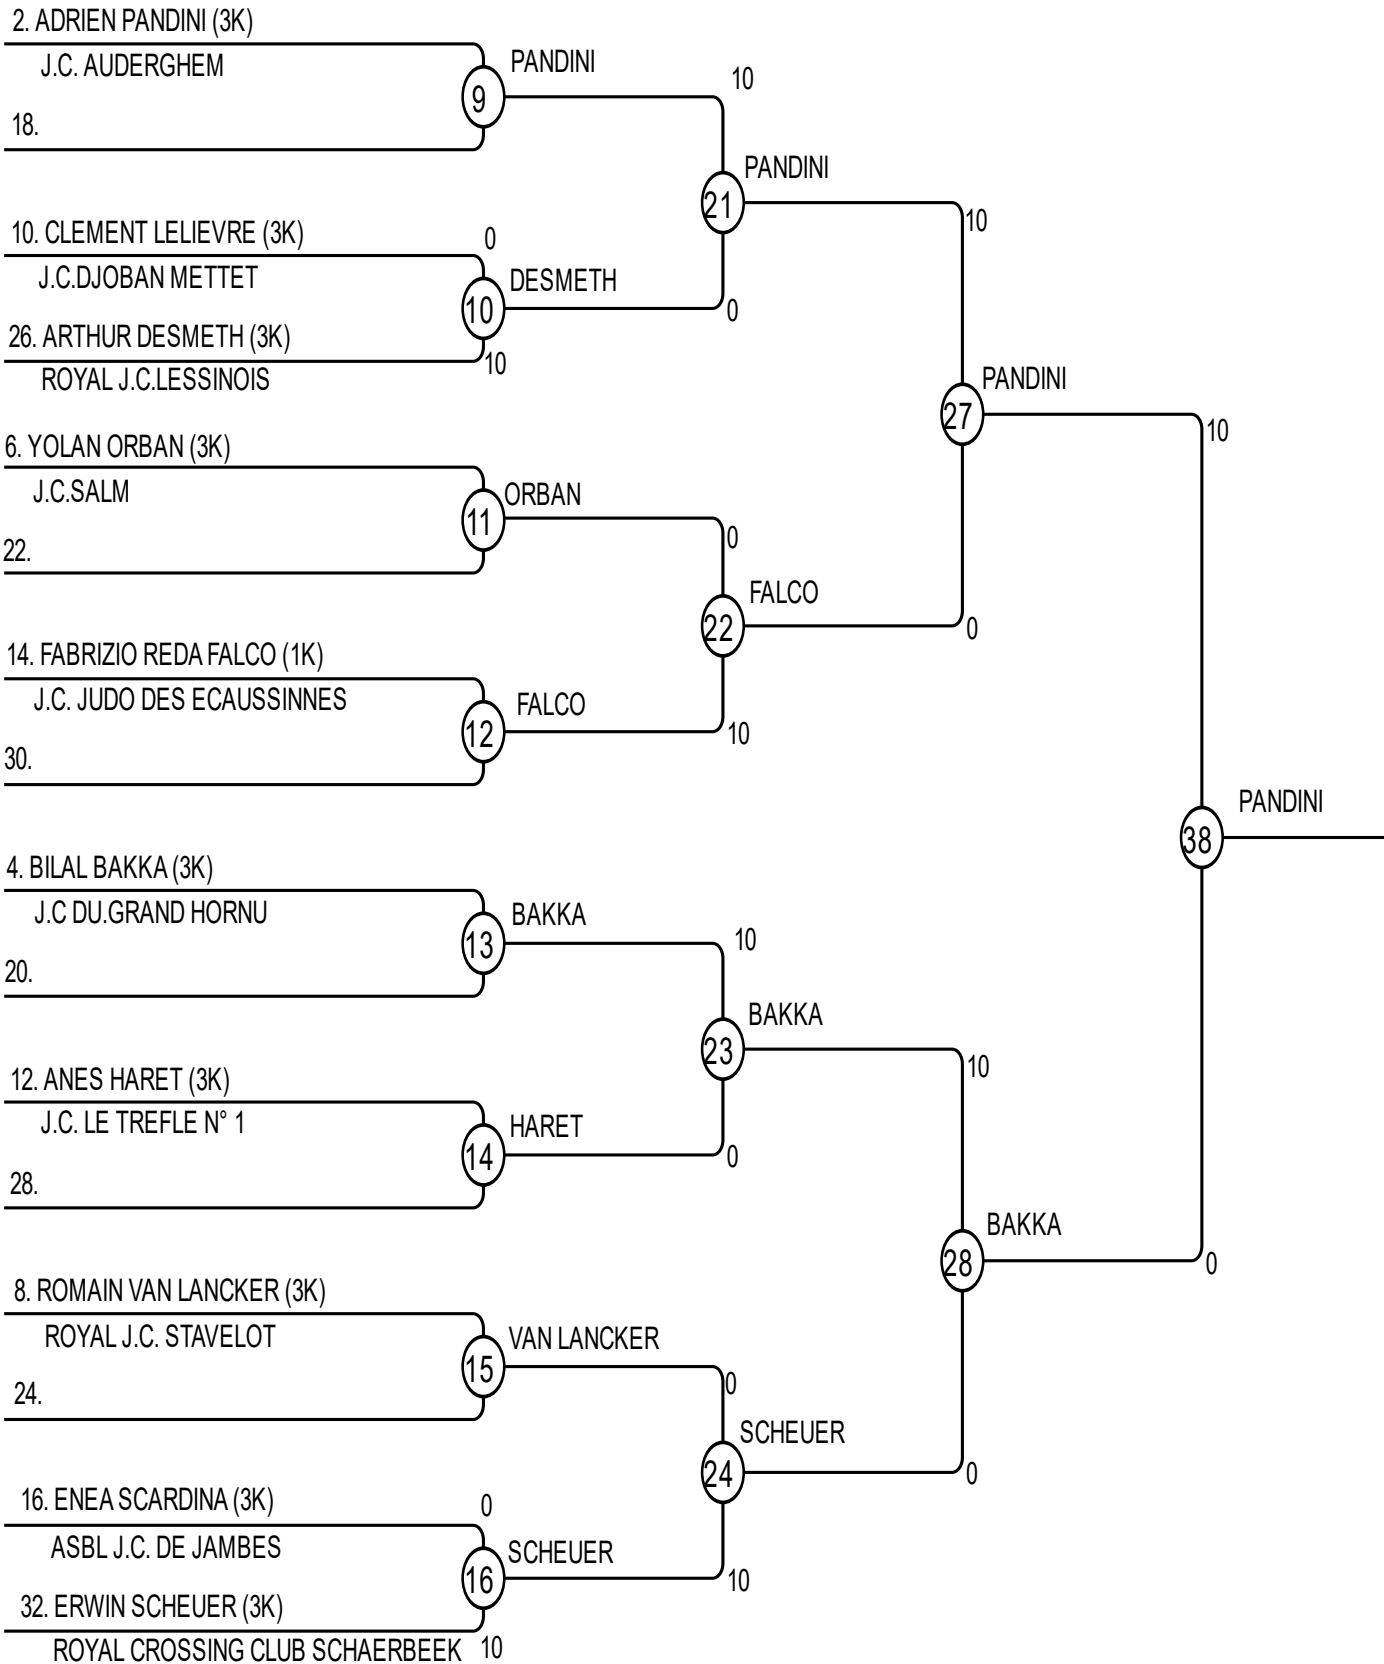 2. ADRIEN PANDINI (3K)
J.C. AUDERGHEM
18.
9
PANDINI
10
10. CLEMENT LELIEVRE (3K)
0
J.C.DJOBAN METTET
10
DESMETH
0
26. ARTHUR DESMETH (3K)
10
ROYAL J.C.LESSINOIS
21
PANDINI
10
6. YOLAN ORBAN (3K)
J.C.SALM
22.
11
ORBAN
0
14. FABRIZIO REDA FALCO (1K)
J.C. JUDO DES ECAUSSINNES
30.
12
FALCO
10
22
FALCO
0
27
PANDINI
10
4. BILAL BAKKA (3K)
J.C DU.GRAND HORNU
20.
13
BAKKA
10
12. ANES HARET (3K)
J.C. LE TREFLE N° 1
28.
14
HARET
0
23
BAKKA
10
8. ROMAIN VAN LANCKER (3K)
ROYAL J.C. STAVELOT
24.
15
VAN LANCKER
0
16. ENEA SCARDINA (3K)
0
ASBL J.C. DE JAMBES
16
SCHEUER
10
32. ERWIN SCHEUER (3K)
ROYAL CROSSING CLUB SCHAERBEEK
10
24
SCHEUER
0
28
BAKKA
0
38
PANDINI